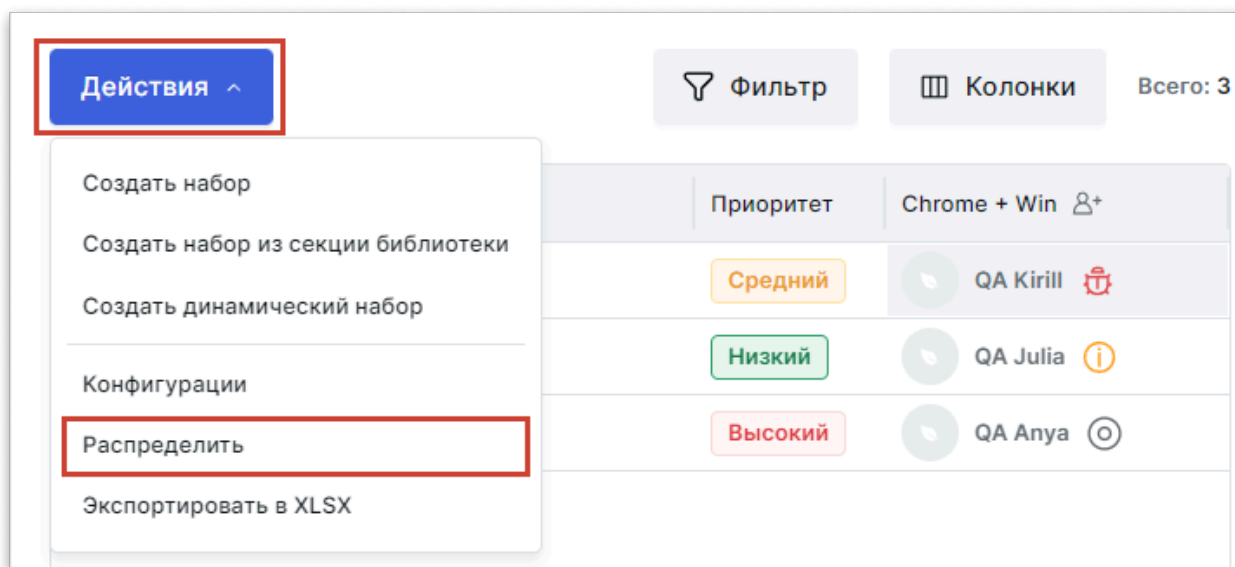 Действия
Фильтр
Колонки
Всего: 3
Создать набор
Создать набор из секции библиотеки
Создать динамический набор
Конфигурации
Распределить
Экспортировать в XLSX
Приоритет
Chrome + Win
Средний
QA Kirill
Низкий
QA Julia
Высокий
QA Anya